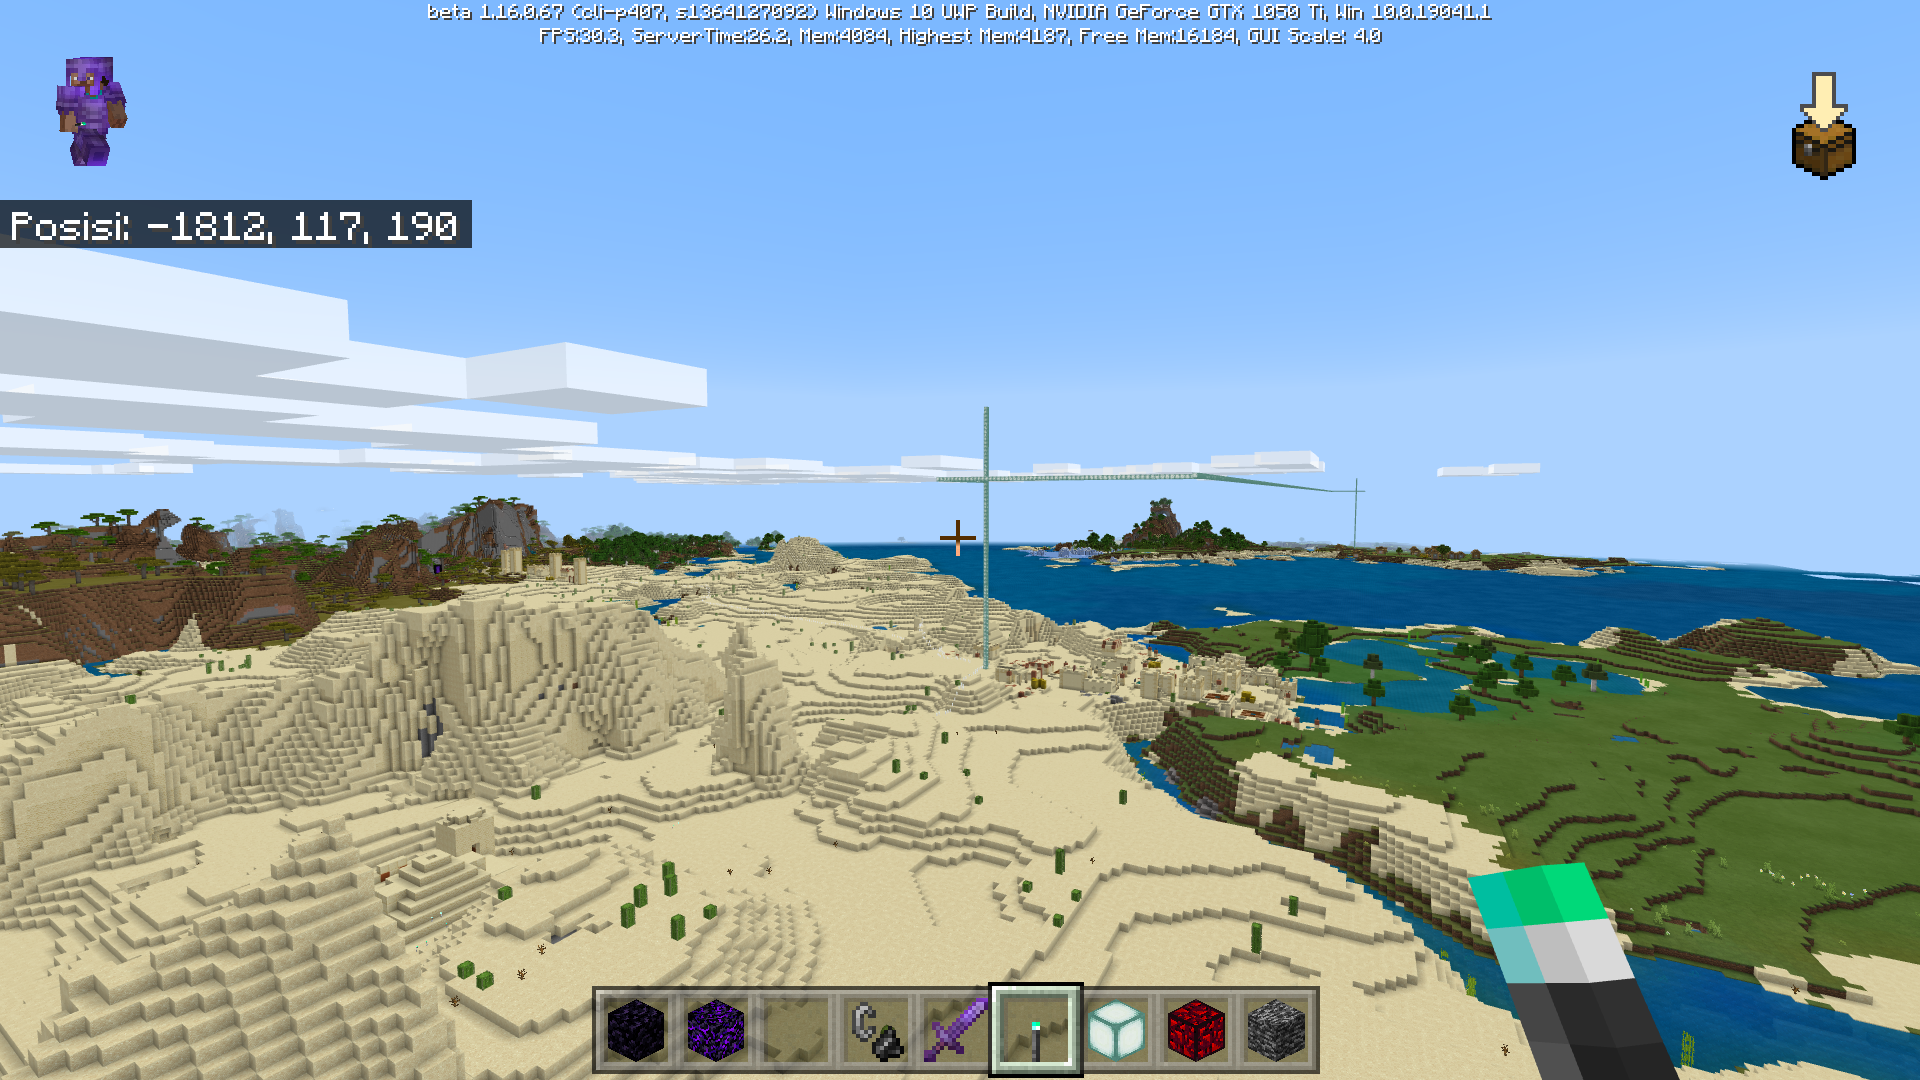 beta 1.16.0.67 (cli-p407, s1364127092) Windows 10 UWP Build, NVIDIA GeForce GTX 1050 Ti, Win 10.0.19041.1
FPS:30.3, ServerTime:26.2, Mem:4084, Highest Mem:4187, Free Mem:16184, GUI Scale: 4.0
Posisi: -1812, 117, 190